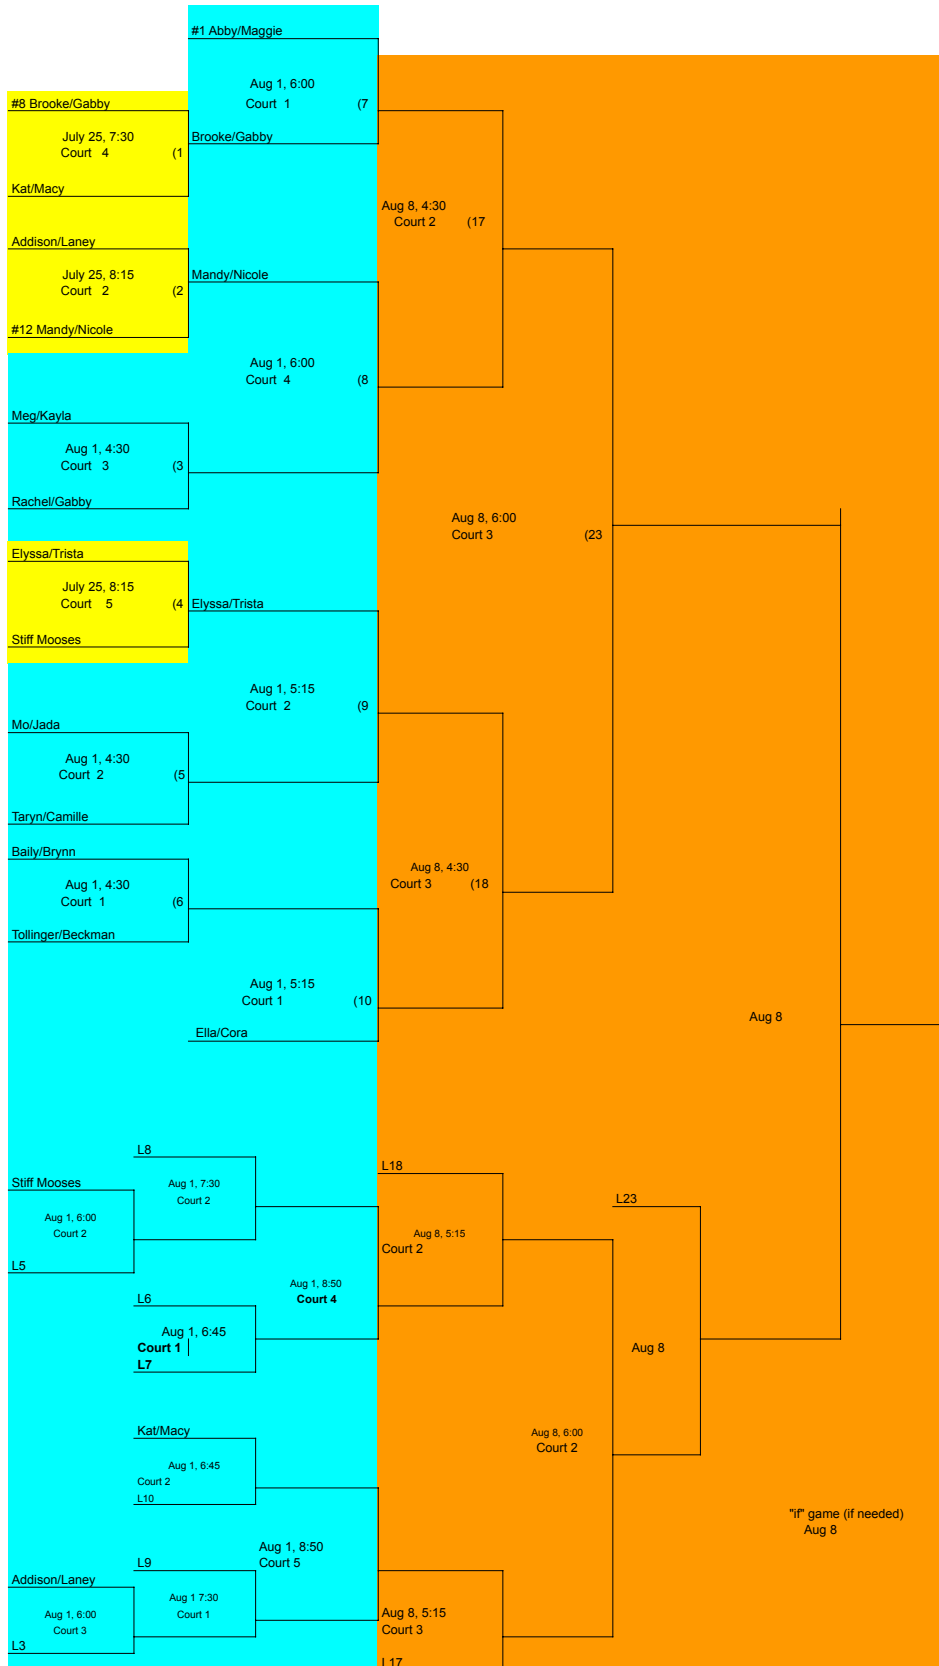 #1 Abby/Maggie
Aug 1, 6:00
Court 1 (7
#8 Brooke/Gabby
July 25, 7:30
Court 4 (1
Brooke/Gabby
Kat/Macy
Aug 8, 4:30
Court 2 (17
Addison/Laney
July 25, 8:15
Court 2 (2
Mandy/Nicole
#12 Mandy/Nicole
Aug 1, 6:00
Court 4 (8
Meg/Kayla
Aug 1, 4:30
Court 3 (3
Rachel/Gabby
Aug 8, 6:00
Court 3 (23
Elyssa/Trista
July 25, 8:15
Court 5 (4
Elyssa/Trista
Stiff Mooses
Aug 1, 5:15
Court 2 (9
Mo/Jada
Aug 1, 4:30
Court 2 (5
Taryn/Camille
Baily/Brynn
Aug 8, 4:30
Court 3 (18
Aug 1, 4:30
Court 1 (6
Tollinger/Beckman
Aug 1, 5:15
Court 1 (10
Aug 8
Ella/Cora
L8
L18
Stiff Mooses
Aug 1, 7:30
Court 2
L23
Aug 1, 6:00
Court 2
Aug 8, 5:15
Court 2
L5
Aug 1, 8:50
Court 4
L6
Aug 1, 6:45
Court 1
L7
Aug 8
Kat/Macy
Aug 8, 6:00
Court 2
Aug 1, 6:45
Court 2
L10
"if" game (if needed)
Aug 8
Aug 1, 8:50
Court 5
L9
Addison/Laney
Aug 1 7:30
Court 1
Aug 1, 6:00
Court 3
Aug 8, 5:15
Court 3
L3
L17